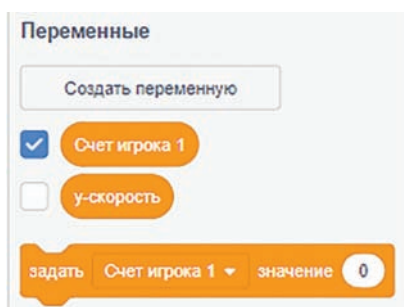 Переменные
Создать переменную
Счет игрока 1
у-скорость
задать Счет игрока 1 значение 0